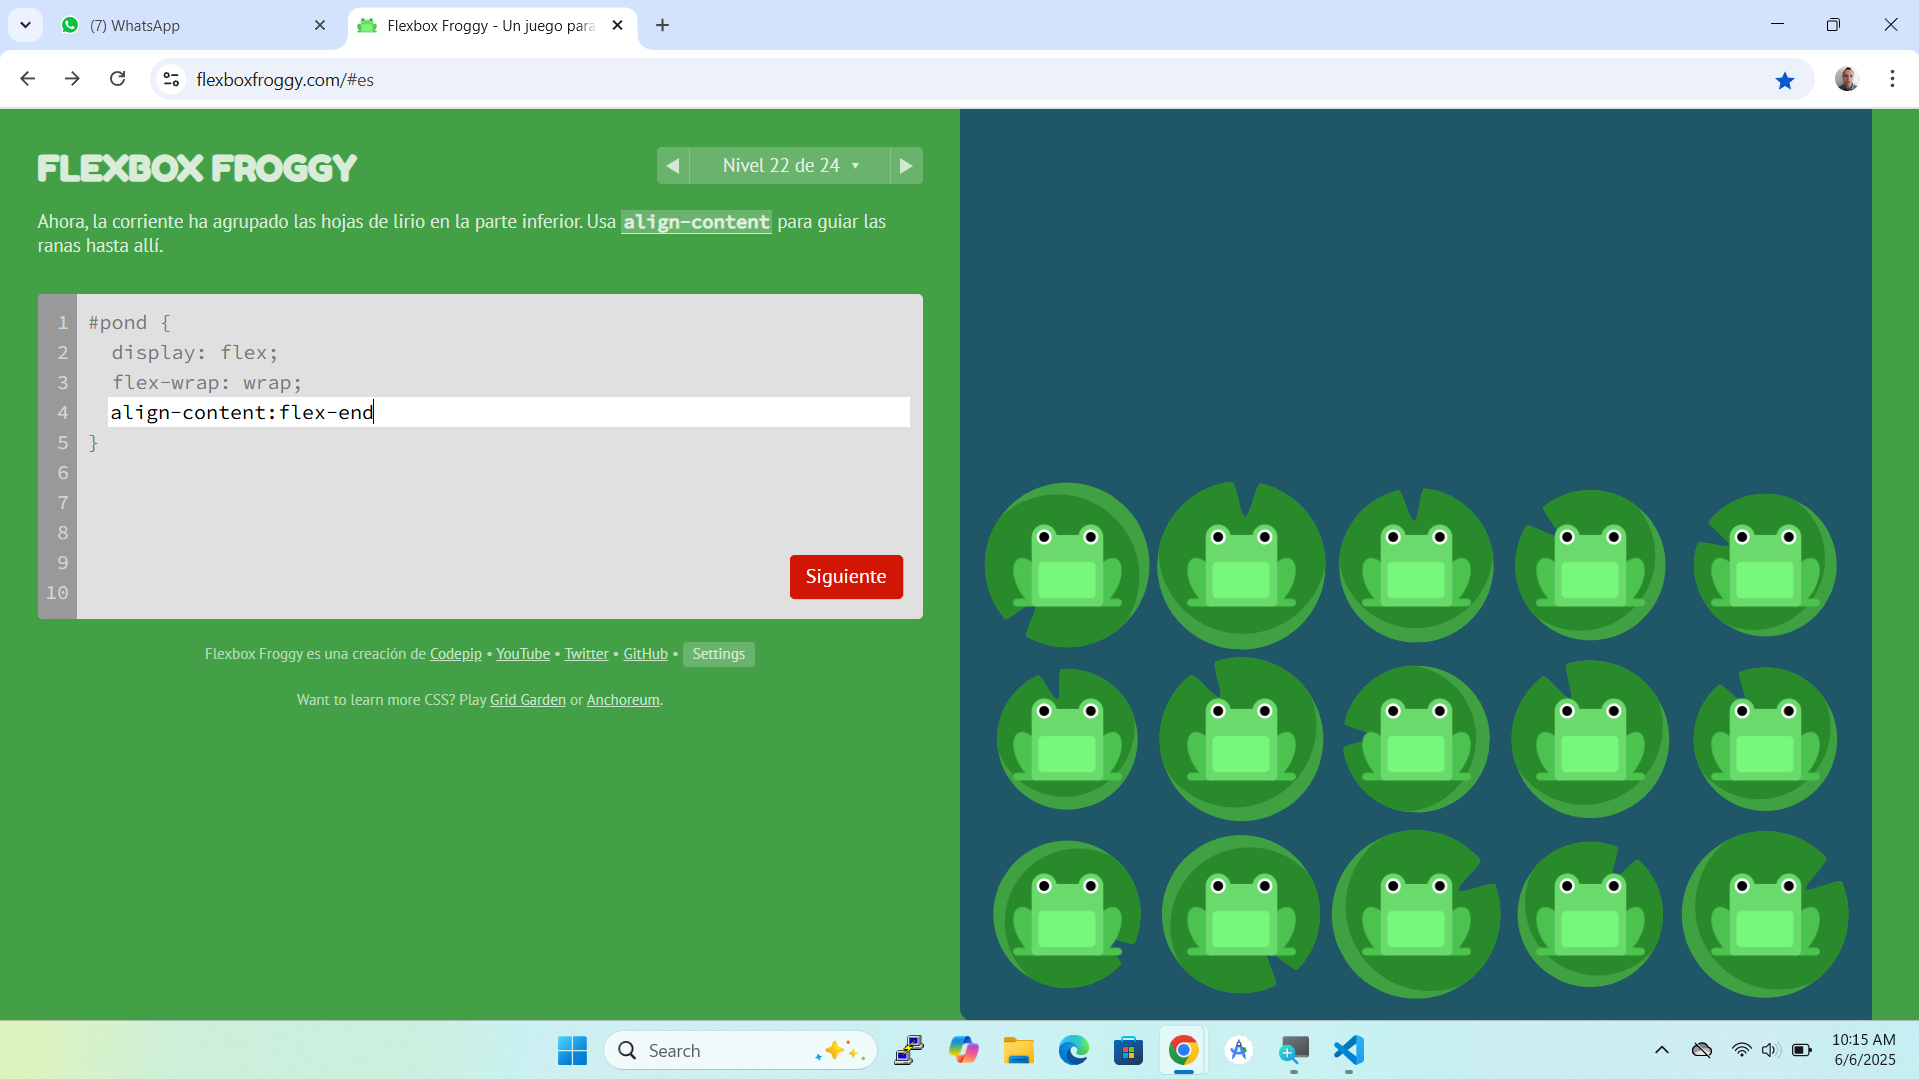 (7) WhatsApp
Flexbox Froggy - Un juego para
flexboxfroggy.com/#es
FLEXBOX FROGGY
Nivel 22 de 24
Ahora, la corriente ha agrupado las hojas de lirio en la parte inferior. Usa align-content para guiar las
ranas hasta allí.
1 #pond {
2 display: flex;
3 flex-wrap: wrap;
4 align-content:flex-end
5 }
6
7
8
9
10
Siguiente
Flexbox Froggy es una creación de Codepip • YouTube • Twitter • GitHub • Settings
Want to learn more CSS? Play Grid Garden or Anchoreum.
Search
10:15 AM
6/6/2025